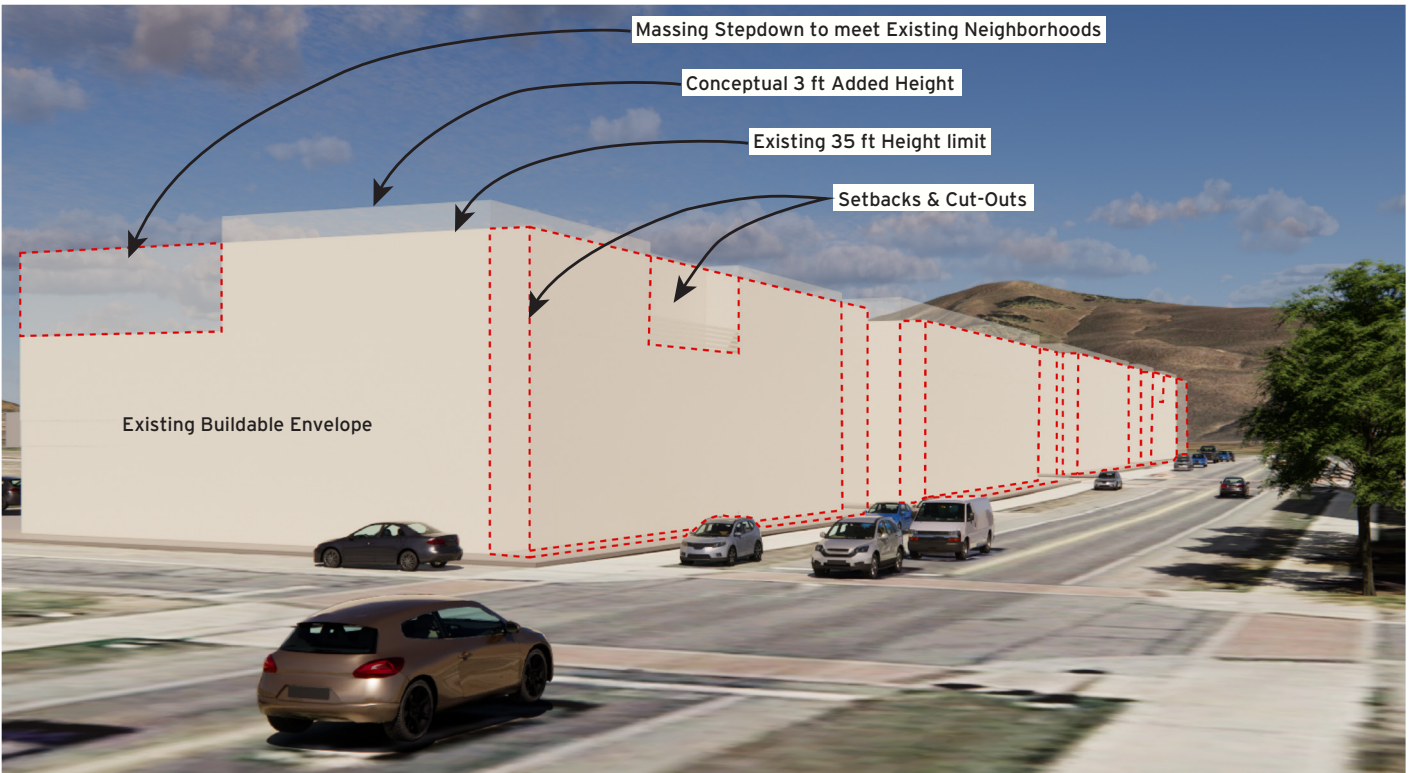 Massing Stepdown to meet Existing Neighborhoods
Conceptual 3 ft Added Height
Existing 35 ft Height limit
Setbacks & Cut-Outs
Existing Buildable Envelope